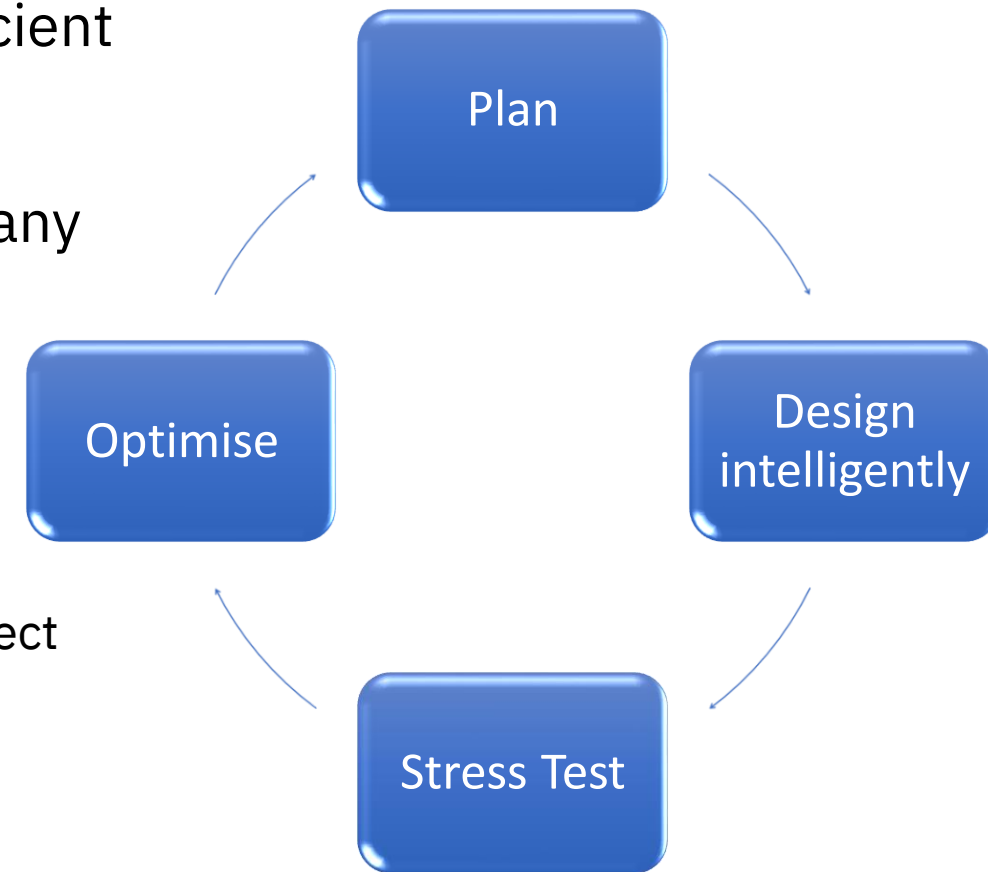 cient
any
ect
Plan
Design
intelligently
Stress Test
Optimise